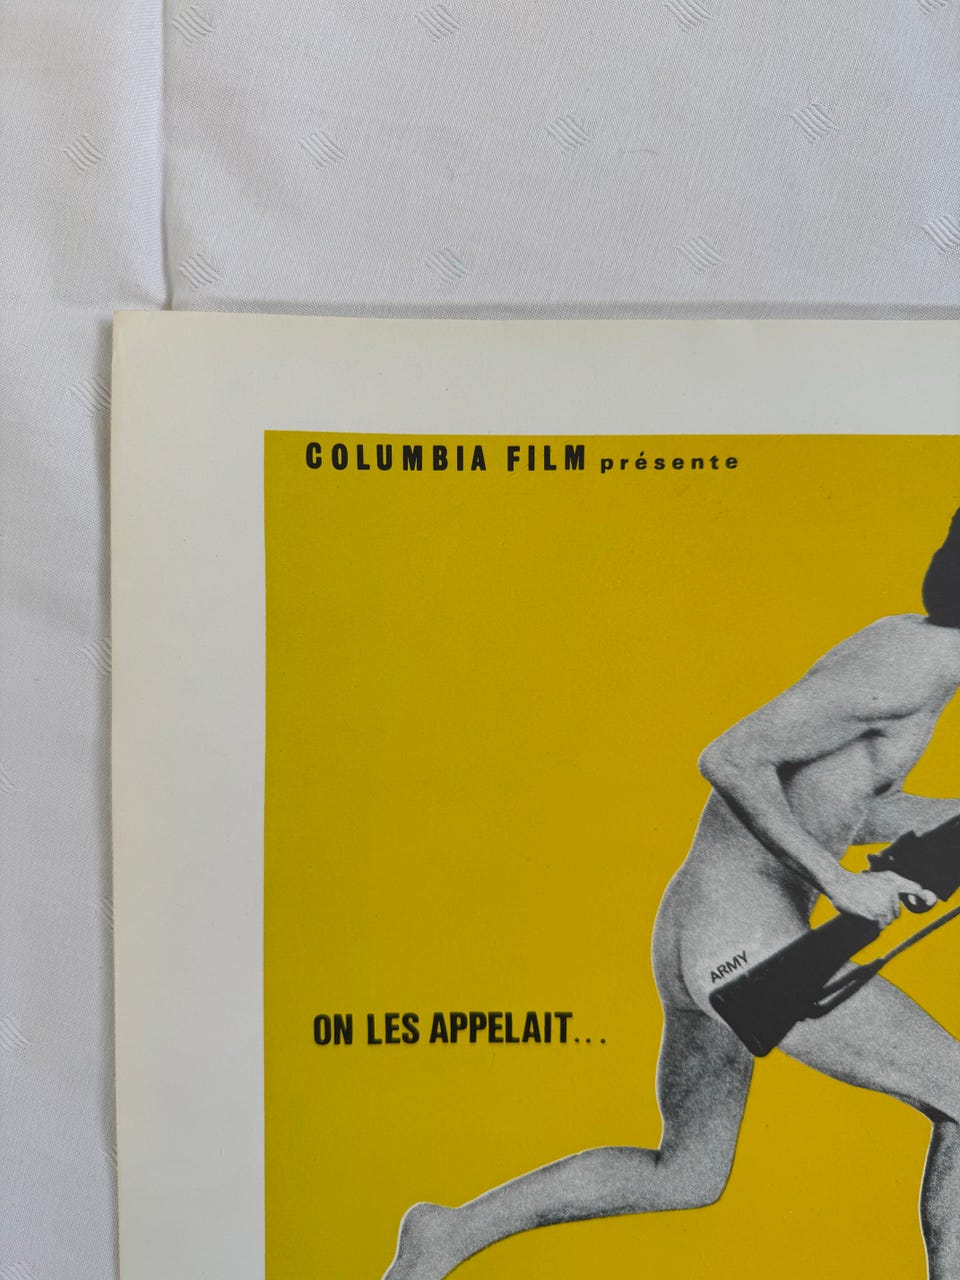 COLUMBIA FILM présente
ARMY
ON LES APPELAIT...